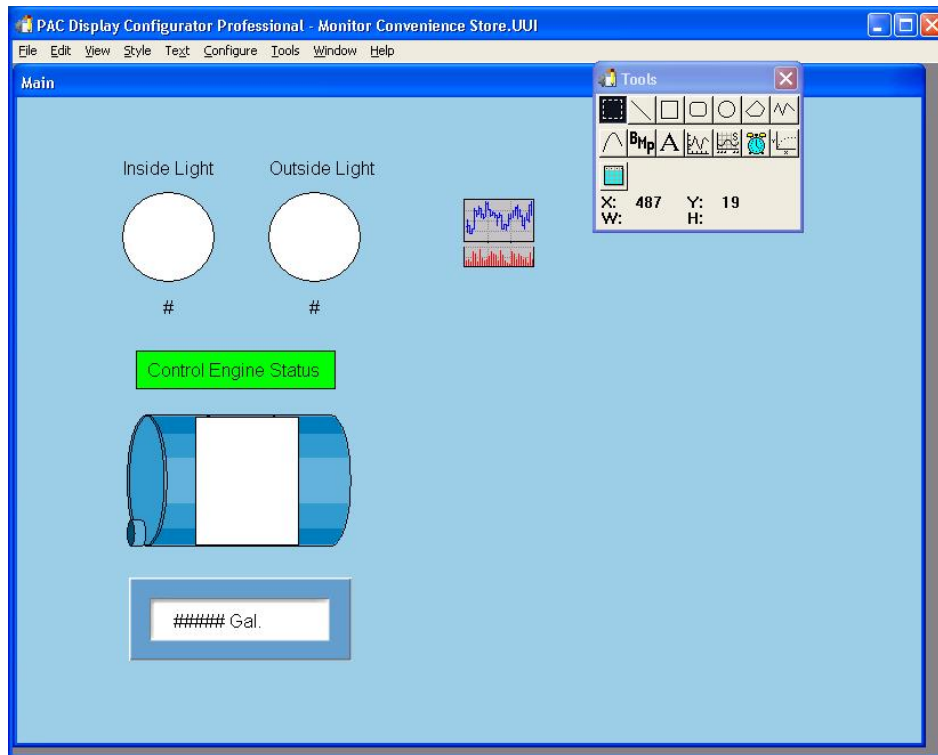 PAC Display Configurator Professional - Monitor Convenience Store.UUI
File Edit View Style Text Configure Tools Window Help
Main
Tools
BMp A
X: 487 Y: 19
W: H:
Inside Light Outside Light
# #
Control Engine Status
##### Gal.